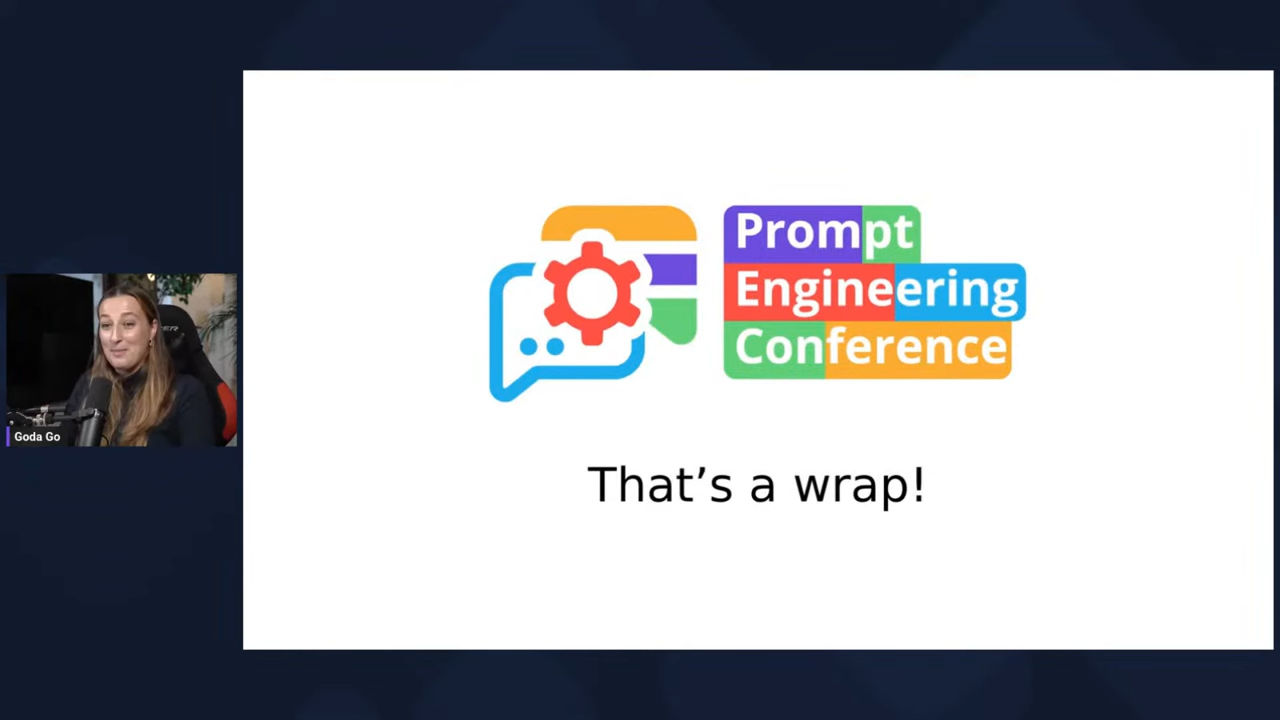 Prompt
Engineering
Conference
Goda Go
That's a wrap!